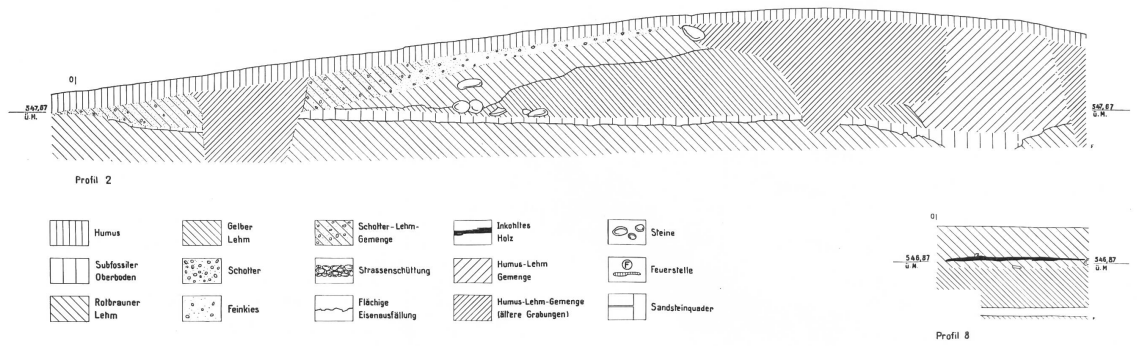 0
547,87
ü.M.
547,87
ü.M.
F
Profil 2
Humus
Subfossiler
Oberboden
Rotbrauner
Lehm
Gelber
Lehm
Schotter
Feinkies
Schotter-Lehm-
Gemenge
Strassenschüttung
Flächige
Eisenausfällung
Inkohltes
Holz
Humus-Lehm
Gemenge
Humus-Lehm-Gemenge
(ältere Grabungen)
Steine
F
Feuerstelle
Sandsteinquader
0
546,87
ü.M.
546,87
ü.M
Profil 8